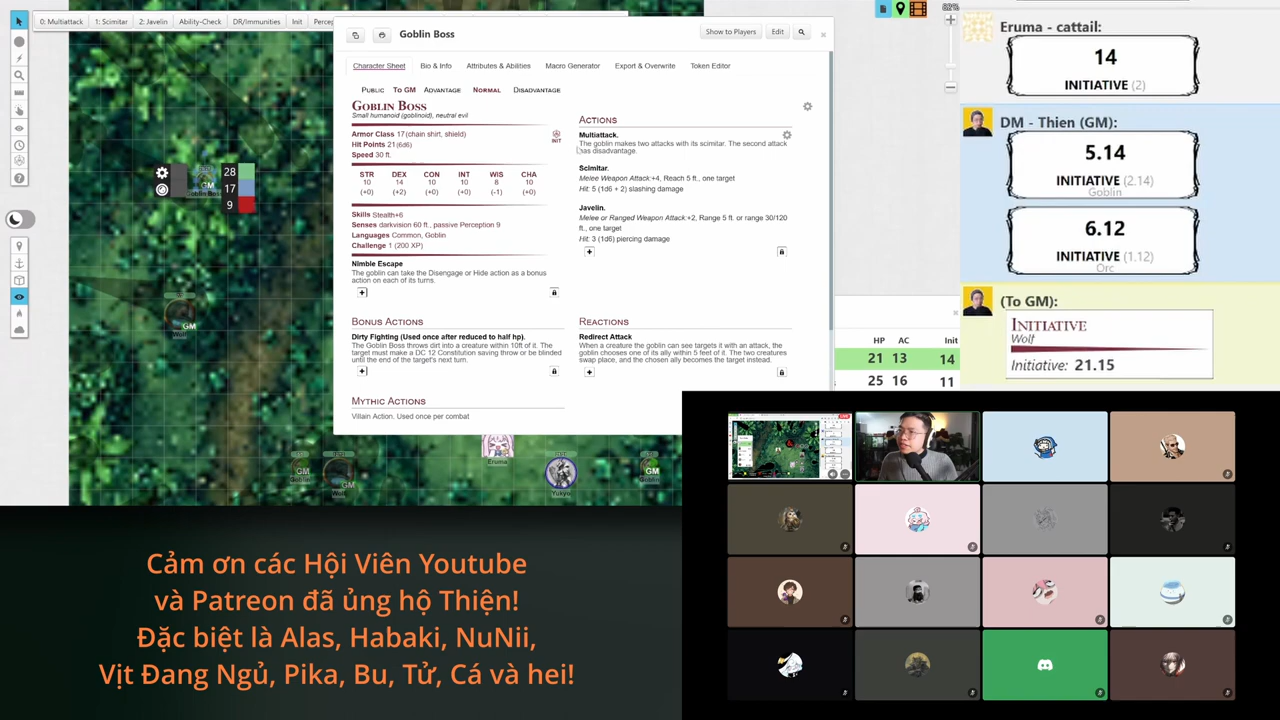 0: Multiattack
1: Scimitar
2: Javelin
Ability-Check
DR/Immunities
Init
Percep
Goblin Boss
Show to Players
Edit
Character Sheet
Bio & Info
Attributes & Abilities
Macro Generator
Export & Overwrite
Token Editor
PUBLIC
TO GM
ADVANTAGE
NORMAL
DISADVANTAGE
GOBLIN BOSS
Small humanoid (goblinoid), neutral evil
Armor Class 17 (chain shirt, shield)
Hit Points 21 (6d6)
Speed 30 ft.
INIT
STR DEX CON INT WIS CHA
10 14 10 10 8 10
(+0) (+2) (+0) (+0) (-1) (+0)
Skills Stealth+6
Senses darkvision 60 ft., passive Perception 9
Languages Common, Goblin
Challenge 1 (200 XP)
Nimble Escape
The goblin can take the Disengage or Hide action as a bonus
action on each of its turns.
ACTIONS
Multiattack.
The goblin makes two attacks with its scimitar. The second attack
has disadvantage.
Scimitar.
Melee Weapon Attack +4, Reach 5 ft., one target
Hit: 5 (1d6 + 2) slashing damage
Javelin.
Melee or Ranged Weapon Attack +2, Range 5 ft. or range 30/120
ft., one target
Hit: 3 (1d6) piercing damage
BONUS ACTIONS
Dirty Fighting (Used once after reduced to half hp).
The Goblin Boss throws dirt into a creature within 10ft of it. The
target must make a DC 12 Constitution saving throw or be blinded
until the end of the target's next turn.
REACTIONS
Redirect Attack
When a creature the goblin can see targets it with an attack, the
goblin chooses one of its ally within 5 feet of it. The two creatures
swap place, and the chosen ally becomes the target instead.
MYTHIC ACTIONS
Villain Action. Used once per combat
28
17
9
GM
Goblin Boss
GM
Wolf
GM
Goblin
GM
Wolf
Eruma
Yukyo
GM
Goblin
HP AC Init
21 13 14
25 16 11
Eruma - cattail:
14
INITIATIVE (2)
DM - Thien (GM):
5.14
INITIATIVE (2.14)
Goblin
6.12
INITIATIVE (1.12)
Orc
(To GM):
INITIATIVE
Wolf
Initiative: 21.15
Cảm ơn các Hội Viên Youtube
và Patreon đã ủng hộ Thiện!
Đặc biệt là Alas, Habaki, NuNii,
Vịt Đang Ngủ, Pika, Bu, Tử, Cá và hei!